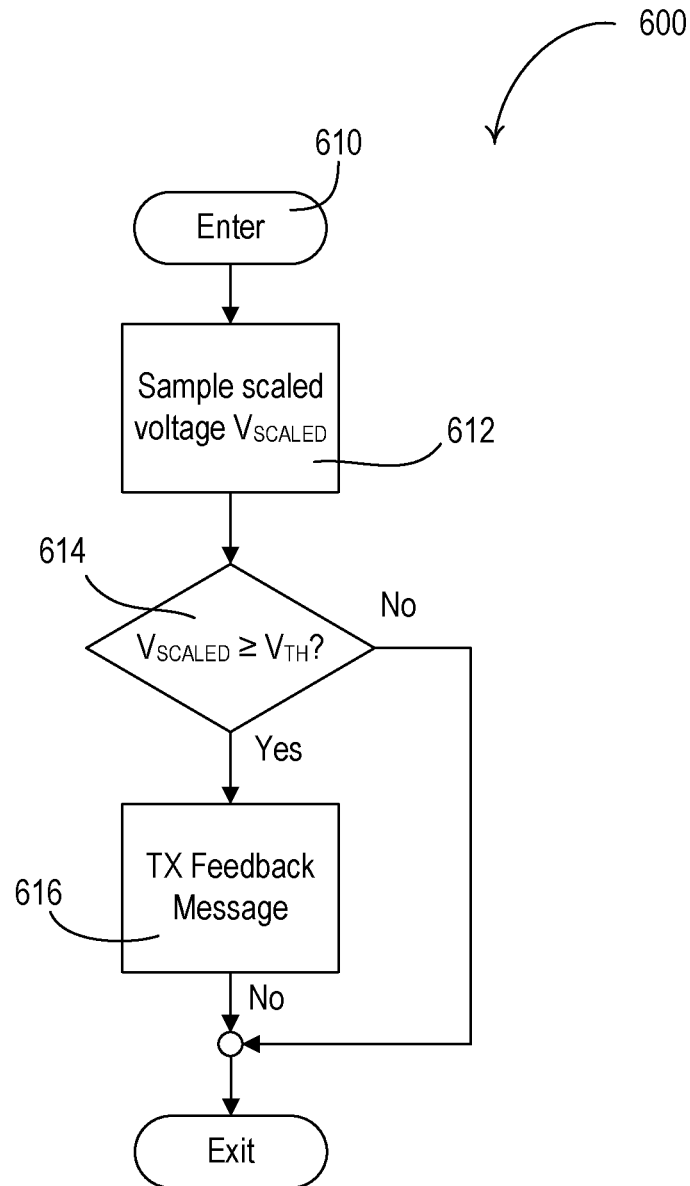 600
610
Enter
Sample scaled
voltage VSCALED
612
614
No
VSCALED ≥ VTH?
Yes
TX Feedback
Message
616
No
Exit